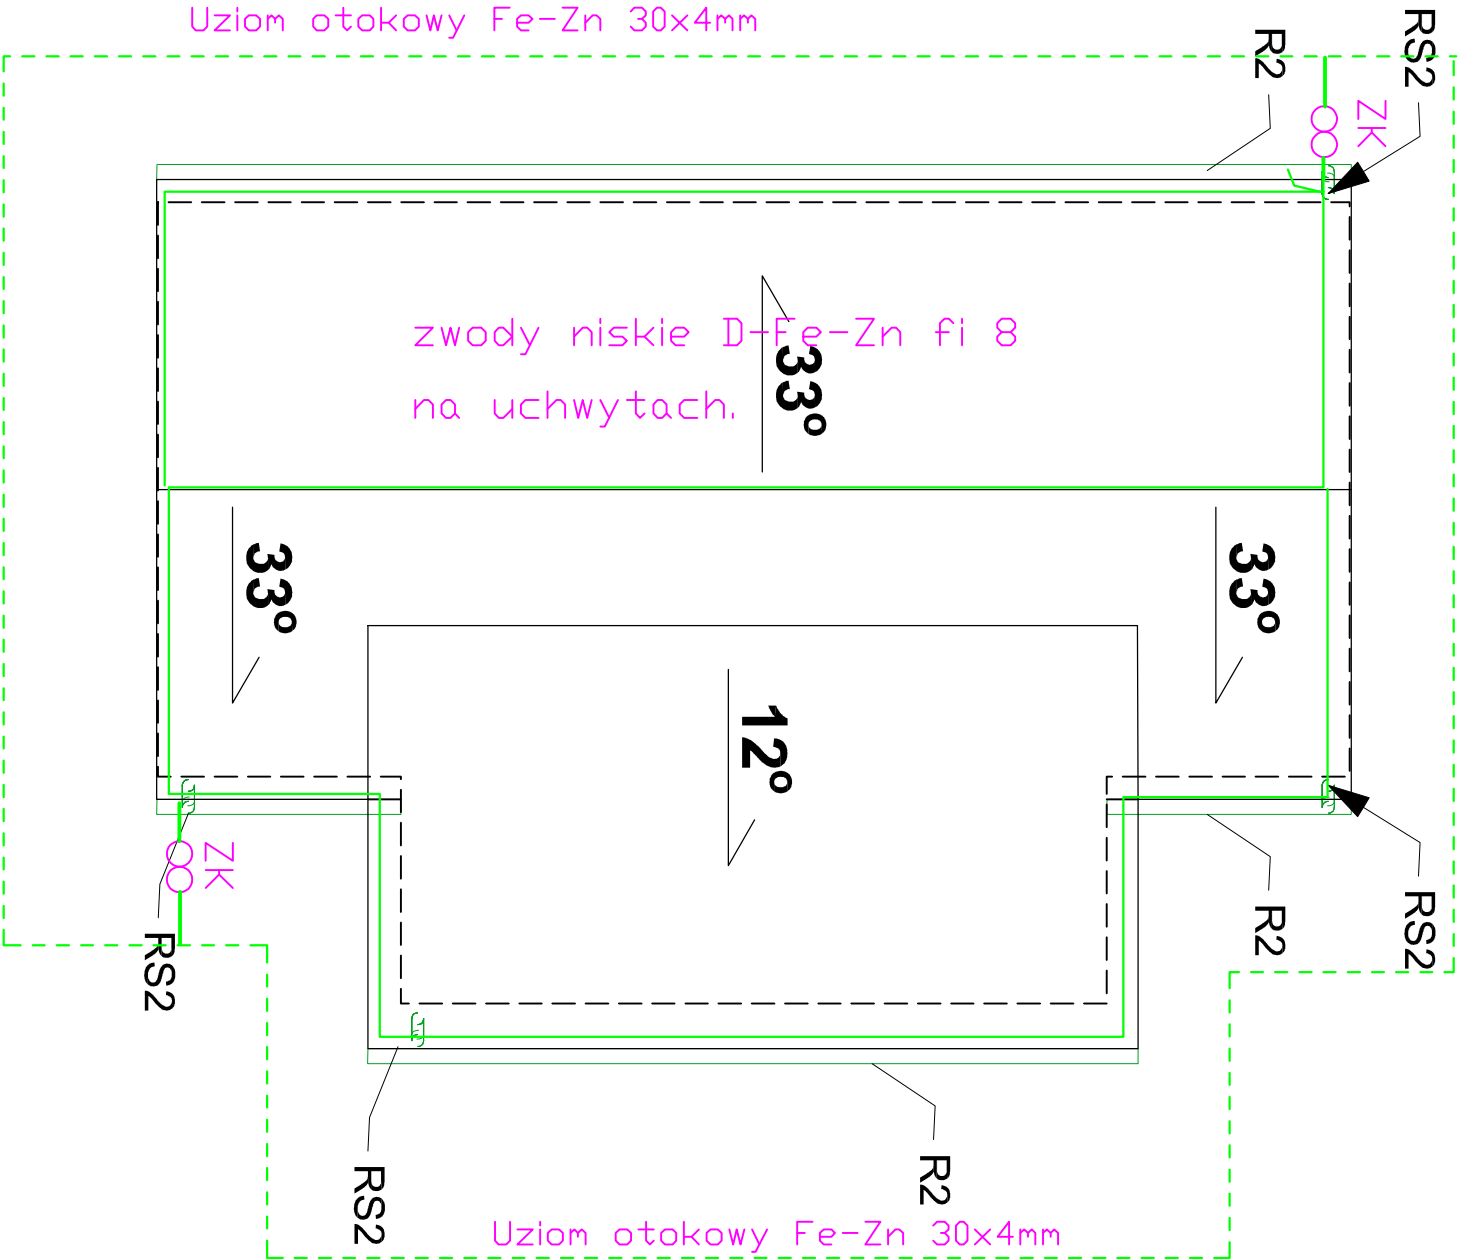 Uziom otokowy Fe-Zn 30x4mm
RS2
R2
ZK
zwody niskie D-Fe-Zn fi 8
33°
na uchwytach.
33°
33°
12°
ZK
R2
RS2
RS2
R2
RS2
Uziom otokowy Fe-Zn 30x4mm